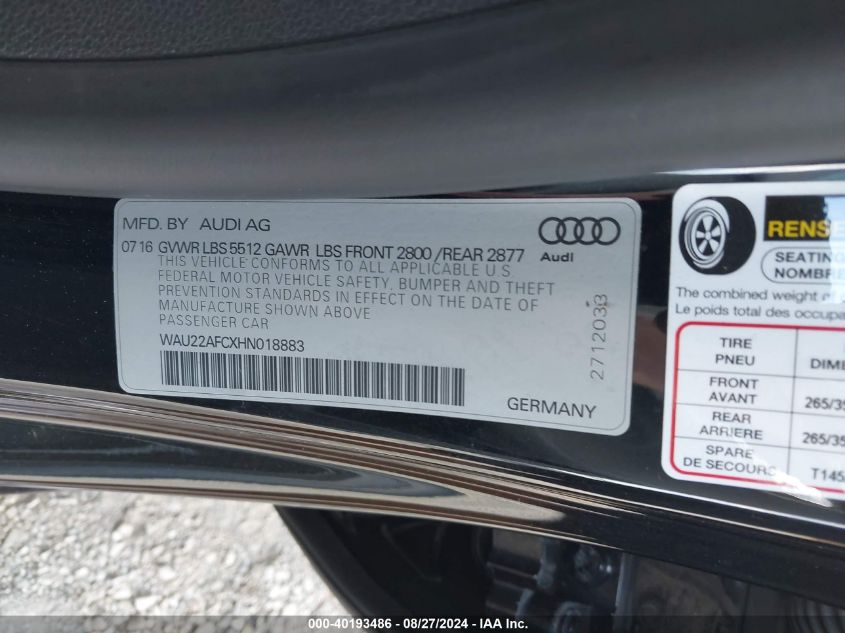 MFD. BY AUDI AG
Audi
07 16 GVWR LBS 5512 GAWR LBS FRONT 2800 / REAR 2877
THIS VEHICLE CONFORMS TO ALL APPLICABLE U S
FEDERAL MOTOR VEHICLE SAFETY, BUMPER AND THEFT
PREVENTION STANDARDS IN EFFECT ON THE DATE OF
MANUFACTURE SHOWN ABOVE
PASSENGER CAR
WAU22AFCXHN018883
2712033
GERMANY
SEATING
NOMBRE
The combined weight
Le poids total des
TIRE
PNEU
FRONT
AVANT
265/35
REAR
ARRIERE
265/35
SPARE
DE SECOURS
T145
000-40193486 - 08/27/2024 - IAA Inc.